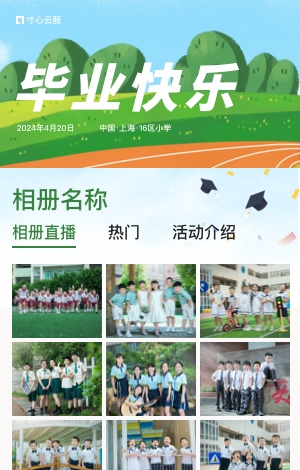 寸心云服
毕业快乐
2024年4月20日 中国·上海·16区小学
相册名称
相册直播 热门 活动介绍